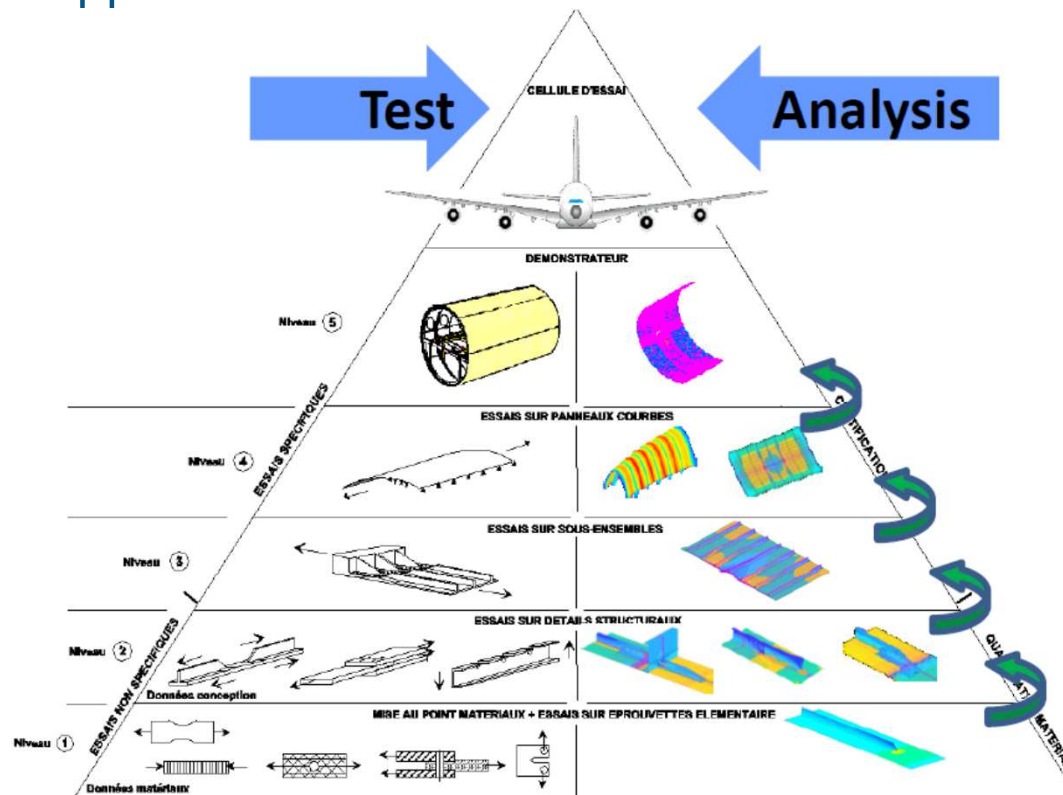 Test
Analysis
CELLULE D'ESSAI
DEMONSTRATEUR
Niveau 5
ESSAIS SUR PANNEAUX COURBES
Niveau 4
ESSAIS SPECIFIQUES
ESSAIS SUR SOUS-ENSEMBLES
Niveau 3
ESSAIS SUR DETAILS STRUCTURAUX
Niveau 2
Données conception
ESSAIS NON SPECIFIQUES
MISE AU POINT MATERIAUX + ESSAIS SUR EPROUVETTES ELEMENTAIRE
Niveau 1
Données matériaux